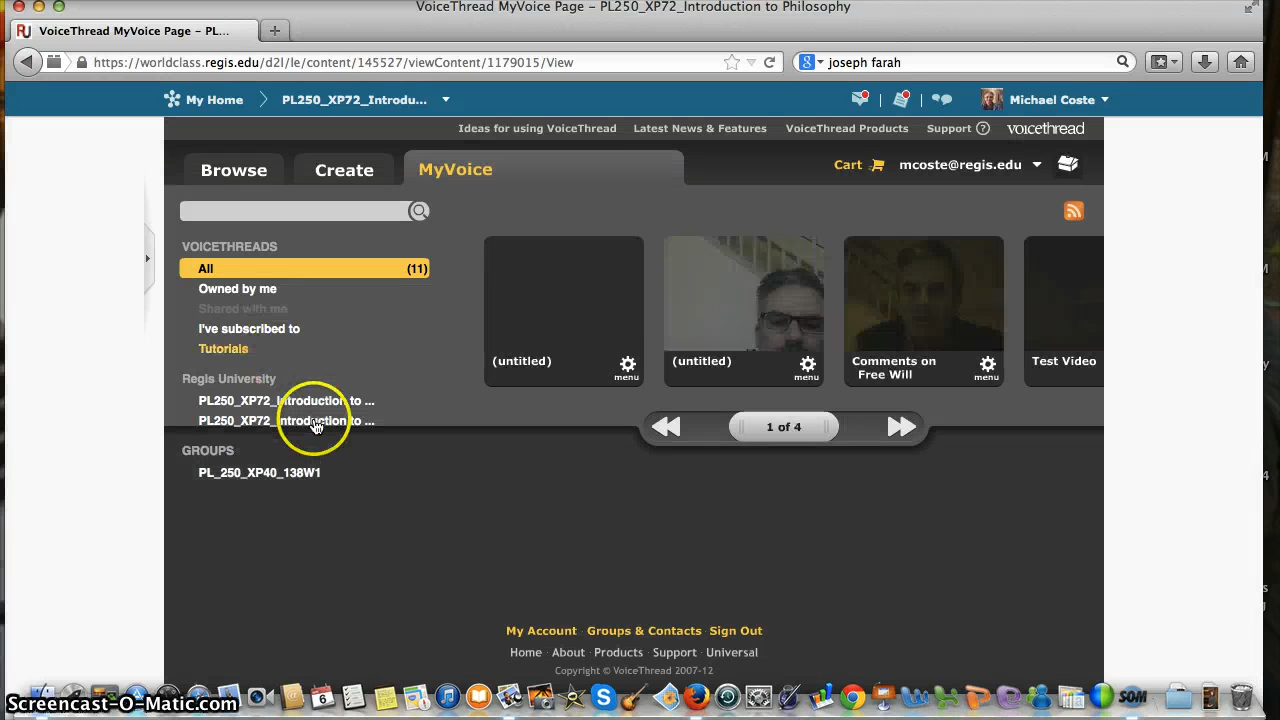 VoiceThread MyVoice Page - PL250_XP72_Introduction to Philosophy
RU VoiceThread MyVoice Page - PL...
https://worldclass.regis.edu/d2l/le/content/145527/viewContent/1179015/View
joseph farah
My Home PL250_XP72_Introdu... Michael Coste
Ideas for using VoiceThread Latest News & Features VoiceThread Products Support ? voicethread
Browse Create MyVoice Cart mcoste@regis.edu
VOICETHREADS
All (11)
Owned by me
Shared with me
I've subscribed to
Tutorials
Regis University
PL250_XP72_Introduction to ...
PL250_XP72_Introduction to ...
GROUPS
PL_250_XP40_138W1
(untitled) menu
(untitled) menu
Comments on
Free Will menu
Test Video
1 of 4
My Account Groups & Contacts Sign Out
Home · About · Products · Support · Universal
Copyright © VoiceThread 2007-12
6
SOM
Screencast-O-Matic.com